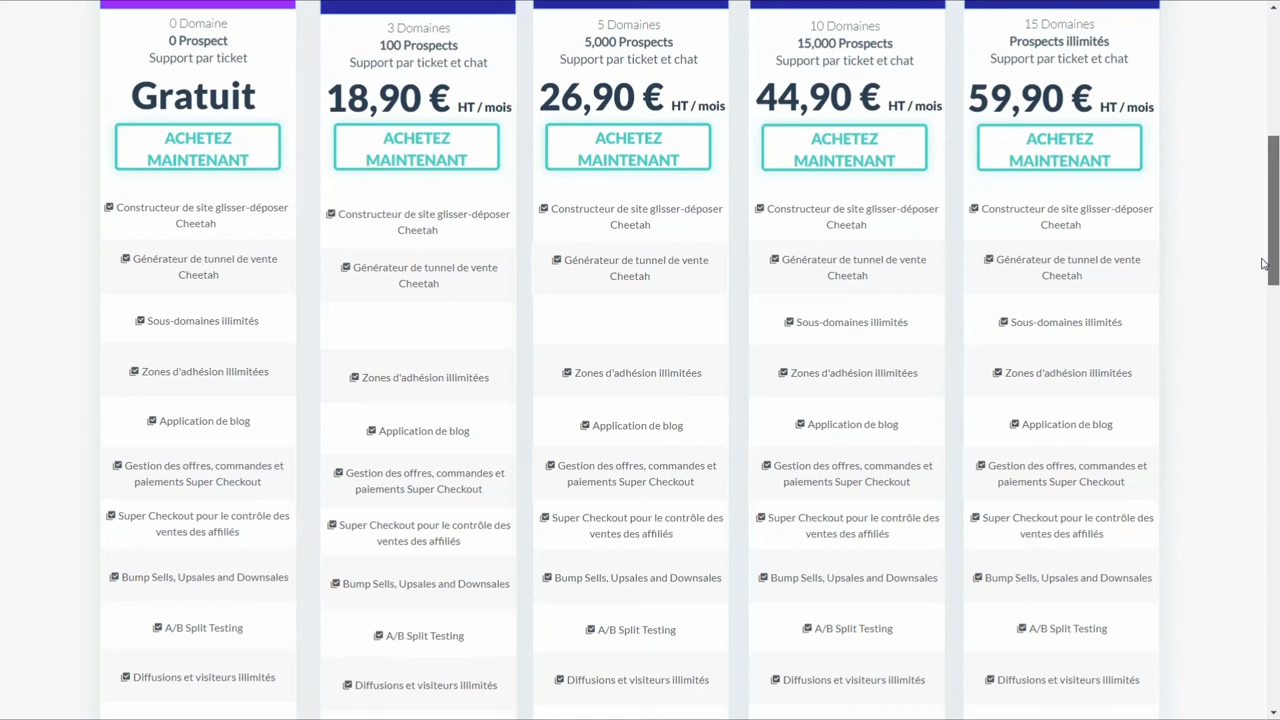 0 Domaine
0 Prospect
Support par ticket
Gratuit
ACHETEZ
MAINTENANT
Constructeur de site glisser-déposer
Cheetah
Générateur de tunnel de vente
Cheetah
Sous-domaines illimités
Zones d'adhésion illimitées
Application de blog
Gestion des offres, commandes et
paiements Super Checkout
Super Checkout pour le contrôle des
ventes des affiliés
Bump Sells, Upsales and Downsales
A/B Split Testing
Diffusions et visiteurs illimités
3 Domaines
100 Prospects
Support par ticket et chat
18,90 € HT / mois
ACHETEZ
MAINTENANT
Constructeur de site glisser-déposer
Cheetah
Générateur de tunnel de vente
Cheetah
Zones d'adhésion illimitées
Application de blog
Gestion des offres, commandes et
paiements Super Checkout
Super Checkout pour le contrôle des
ventes des affiliés
Bump Sells, Upsales and Downsales
A/B Split Testing
Diffusions et visiteurs illimités
5 Domaines
5,000 Prospects
Support par ticket et chat
26,90 € HT / mois
ACHETEZ
MAINTENANT
Constructeur de site glisser-déposer
Cheetah
Générateur de tunnel de vente
Cheetah
Zones d'adhésion illimitées
Application de blog
Gestion des offres, commandes et
paiements Super Checkout
Super Checkout pour le contrôle des
ventes des affiliés
Bump Sells, Upsales and Downsales
A/B Split Testing
Diffusions et visiteurs illimités
10 Domaines
15,000 Prospects
Support par ticket et chat
44,90 € HT / mois
ACHETEZ
MAINTENANT
Constructeur de site glisser-déposer
Cheetah
Générateur de tunnel de vente
Cheetah
Sous-domaines illimités
Zones d'adhésion illimitées
Application de blog
Gestion des offres, commandes et
paiements Super Checkout
Super Checkout pour le contrôle des
ventes des affiliés
Bump Sells, Upsales and Downsales
A/B Split Testing
Diffusions et visiteurs illimités
15 Domaines
Prospects illimités
Support par ticket et chat
59,90 € HT / mois
ACHETEZ
MAINTENANT
Constructeur de site glisser-déposer
Cheetah
Générateur de tunnel de vente
Cheetah
Sous-domaines illimités
Zones d'adhésion illimitées
Application de blog
Gestion des offres, commandes et
paiements Super Checkout
Super Checkout pour le contrôle des
ventes des affiliés
Bump Sells, Upsales and Downsales
A/B Split Testing
Diffusions et visiteurs illimités